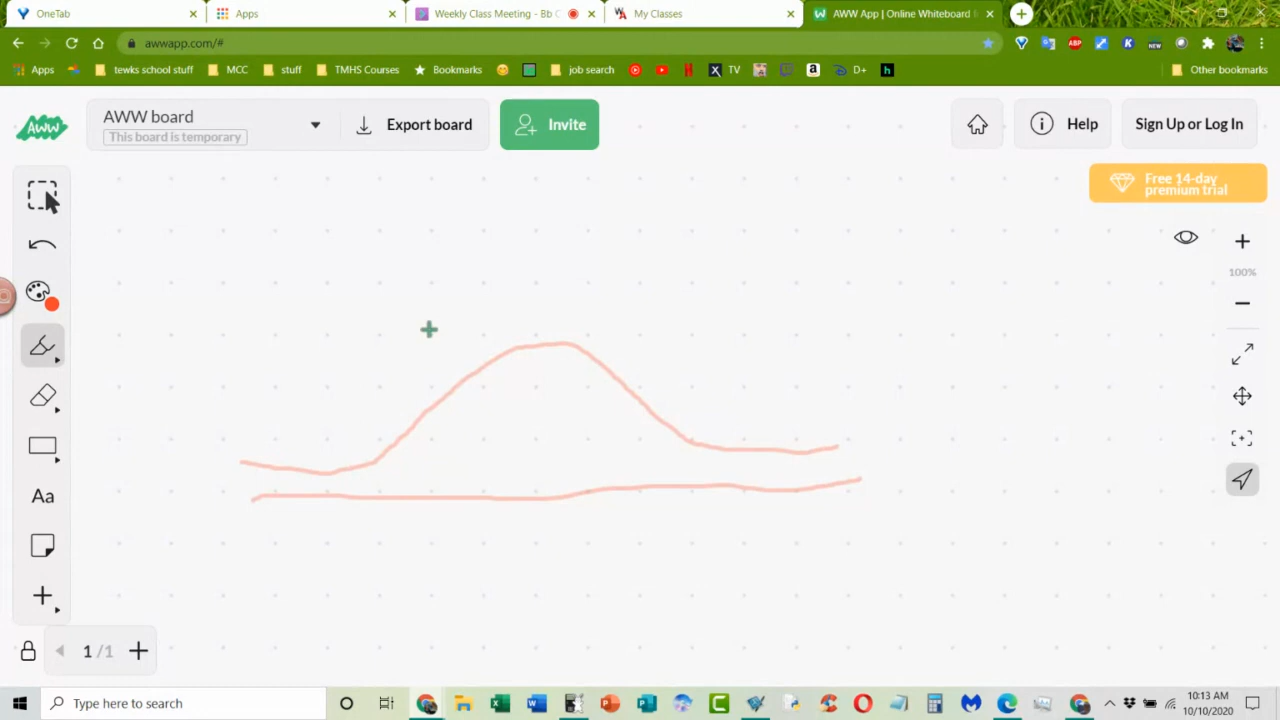 OneTab
Apps
Weekly Class Meeting - Bb C
My Classes
AWW App | Online Whiteboard
awwapp.com/#
ABP
NEW
Apps
tewks school stuff
MCC
stuff
TMHS Courses
Bookmarks
job search
TV
D+
Other bookmarks
AWW
AWW board
This board is temporary
Export board
Invite
Help
Sign Up or Log In
Free 14-day
premium trial
100%
Aa
1 /1
Type here to search
10:13 AM
10/10/2020